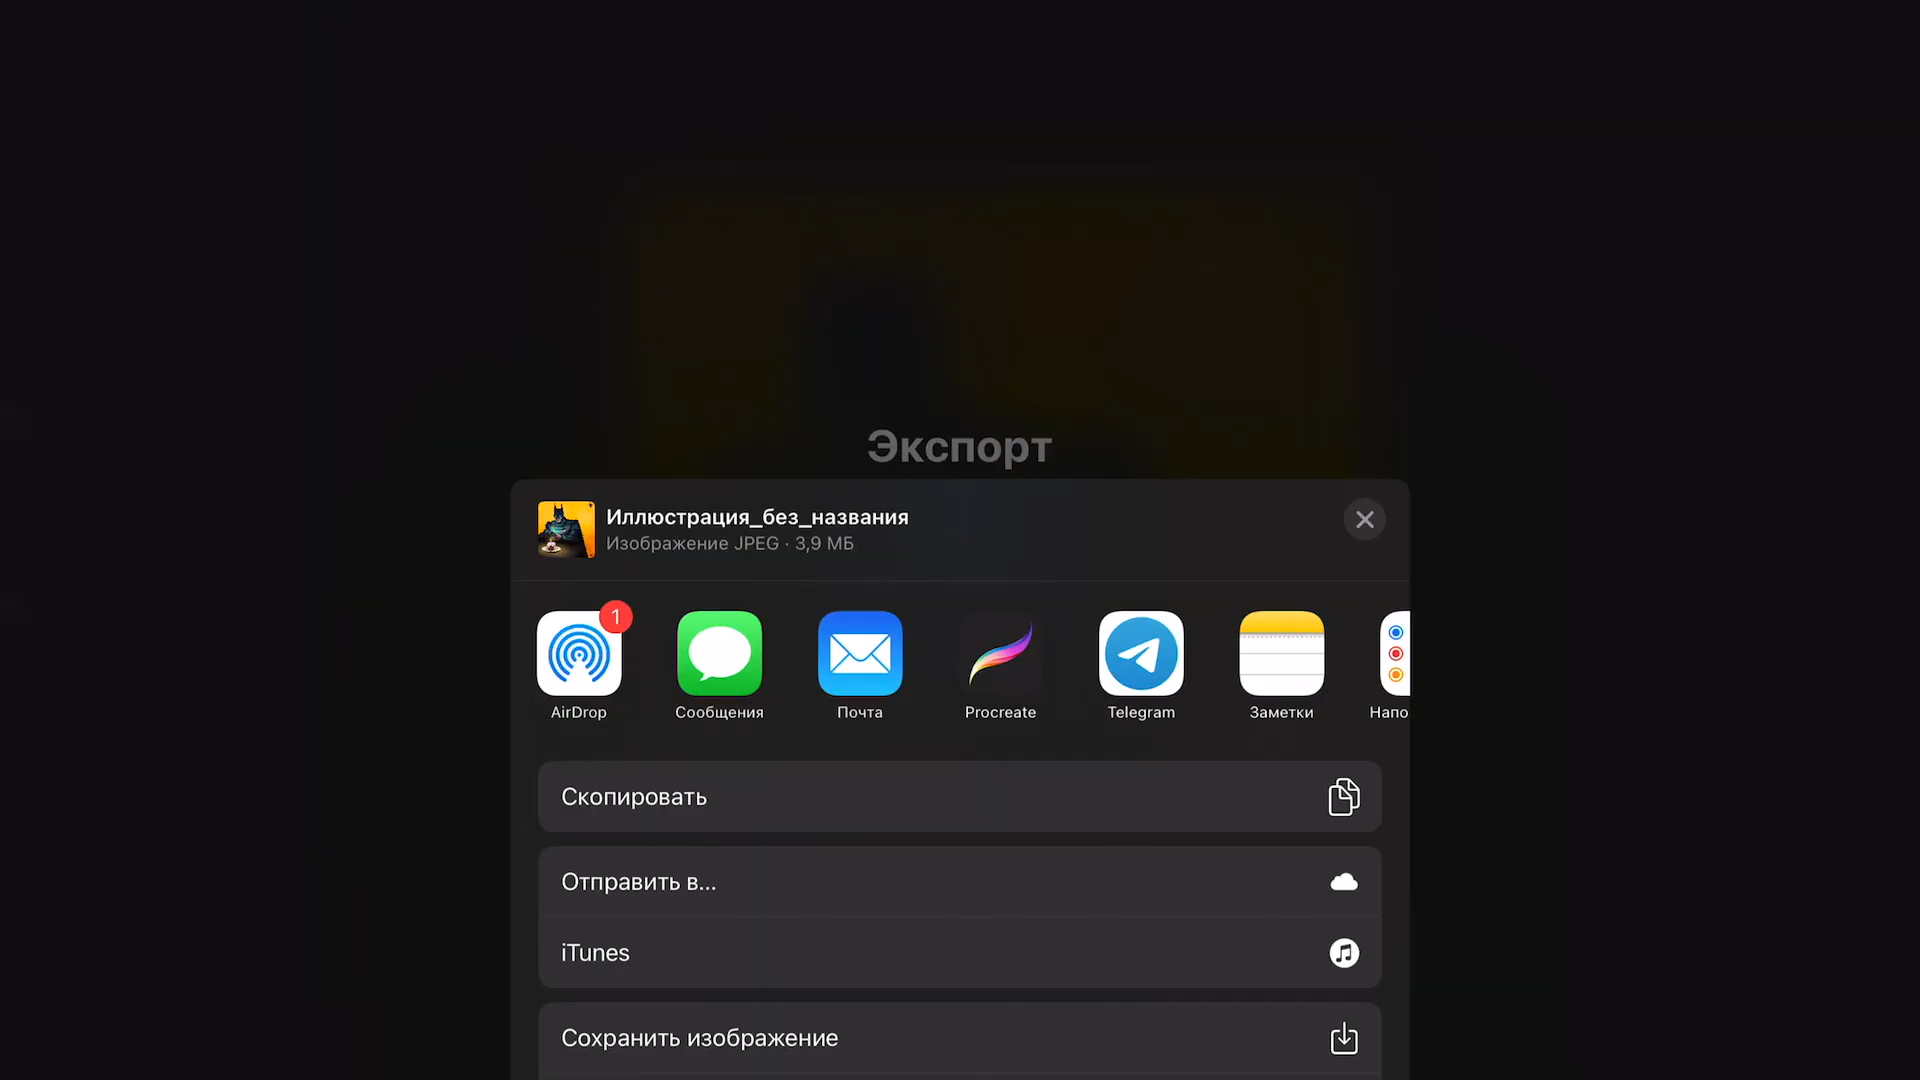 Экспорт
Иллюстрация_без_названия
Изображение JPEG · 3,9 МБ
1
AirDrop
Сообщения
Почта
Procreate
Telegram
Заметки
Напо
Скопировать
Отправить в...
iTunes
Сохранить изображение